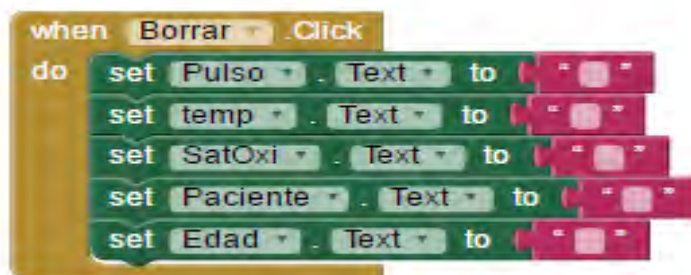 when Borrar .Click
do set Pulso . Text to " "
set temp . Text to " "
set SatOxi . Text to " "
set Paciente . Text to " "
set Edad . Text to " "